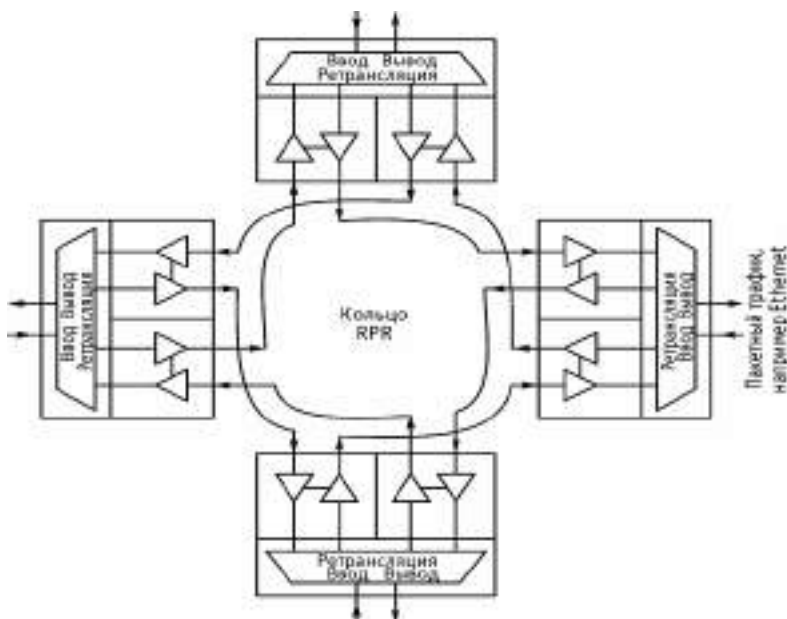 Ввод Вывод
Ретрансляция
Ввод Вывод
Ретрансляция
Кольцо
RPR
Ретрансляция
Ввод Вывод
Пакетный трафик,
например Ethernet
Ретрансляция
Ввод Вывод